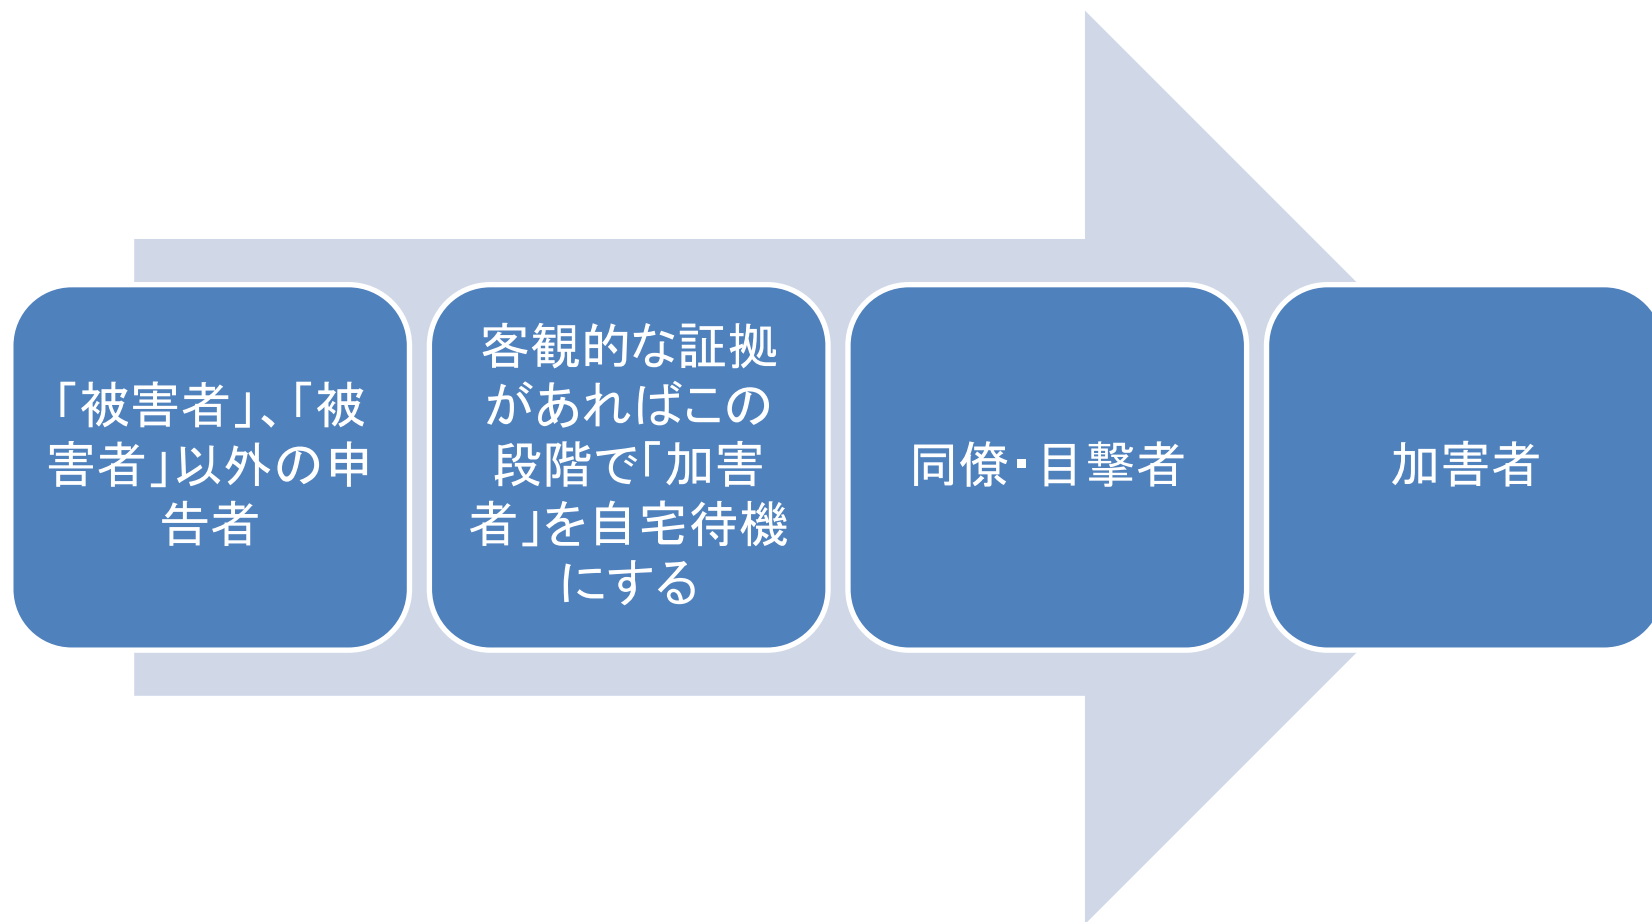 「被害者」、「被
害者」以外の申
告者
客観的な証拠
があればこの
段階で「加害
者」を自宅待機
にする
同僚・目撃者
加害者